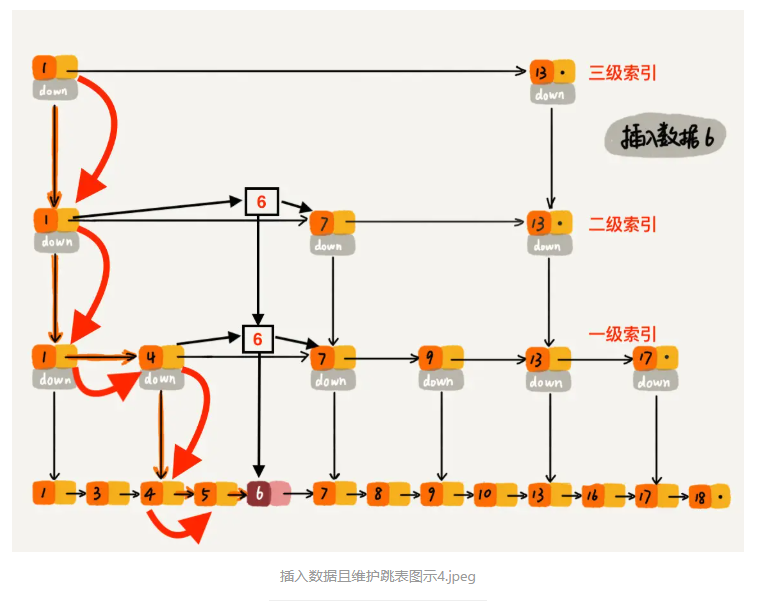 1 13 三级索引
down down
插入数据6
6
1 7 13 二级索引
down down down
一级索引
6
1 4 7 9 13 17
down down down down down down
1 3 4 5 6 7 8 9 10 13 16 17 18
插入数据且维护跳表图示4.jpeg